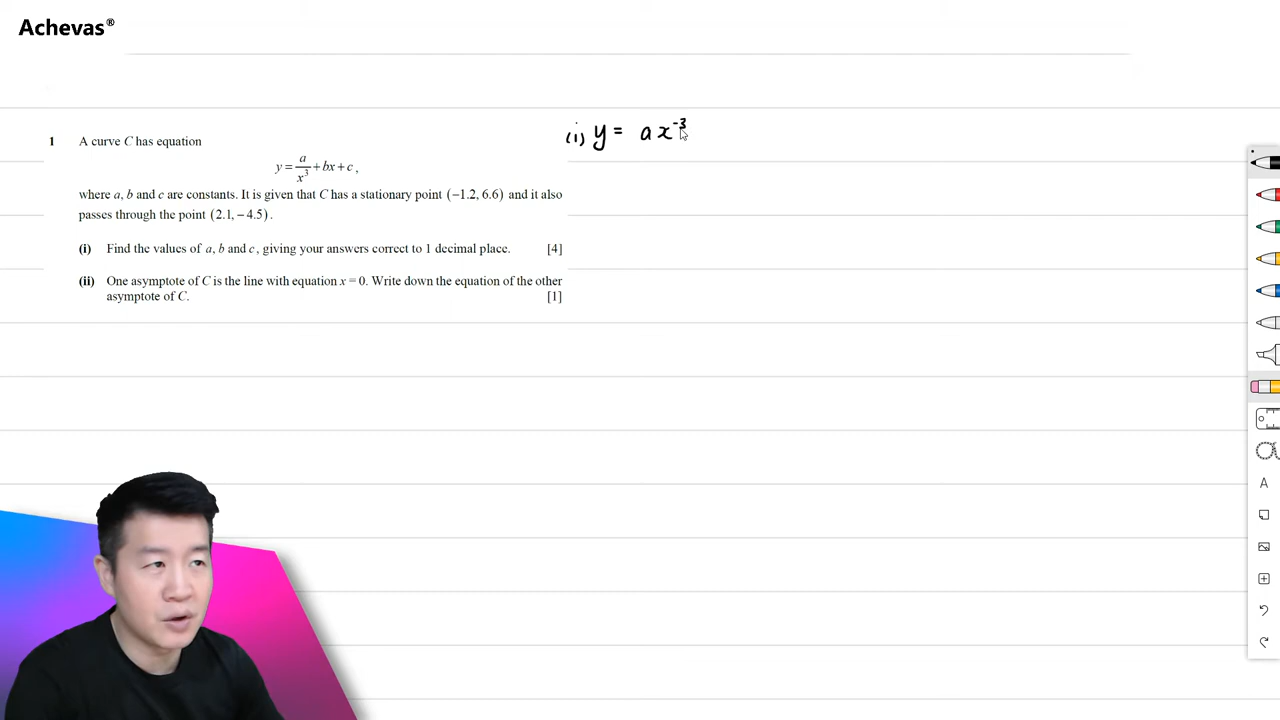 Achevas®
1 A curve C has equation
y = a/x³ + bx + c,
where a, b and c are constants. It is given that C has a stationary point (−1.2, 6.6) and it also
passes through the point (2.1, −4.5).
(i) Find the values of a, b and c, giving your answers correct to 1 decimal place. [4]
(ii) One asymptote of C is the line with equation x = 0. Write down the equation of the other
asymptote of C. [1]
(i) y = ax⁻³
A